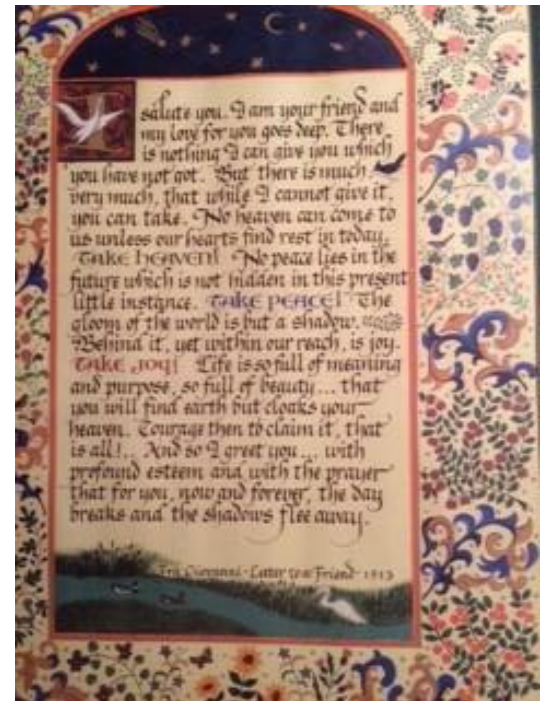 I salute you. I am your friend and
my love for you goes deep. There
is nothing I can give you which
you have not got. But there is much,
very much, that while I cannot give it,
you can take. No heaven can come to
us unless our hearts find rest in today.
TAKE HEAVEN! No peace lies in the
future which is not hidden in this present
little instance. TAKE PEACE! The
gloom of the world is but a shadow.
Behind it, yet within our reach, is joy.
TAKE JOY! Life is so full of meaning
and purpose, so full of beauty... that
you will find earth but cloaks your
heaven. Courage then to claim it, that
is all!.. And so I greet you... with
profound esteem and with the prayer
that for you, now and forever, the day
breaks and the shadows flee away.
Fra Giovanni - Letter to a Friend - 1513